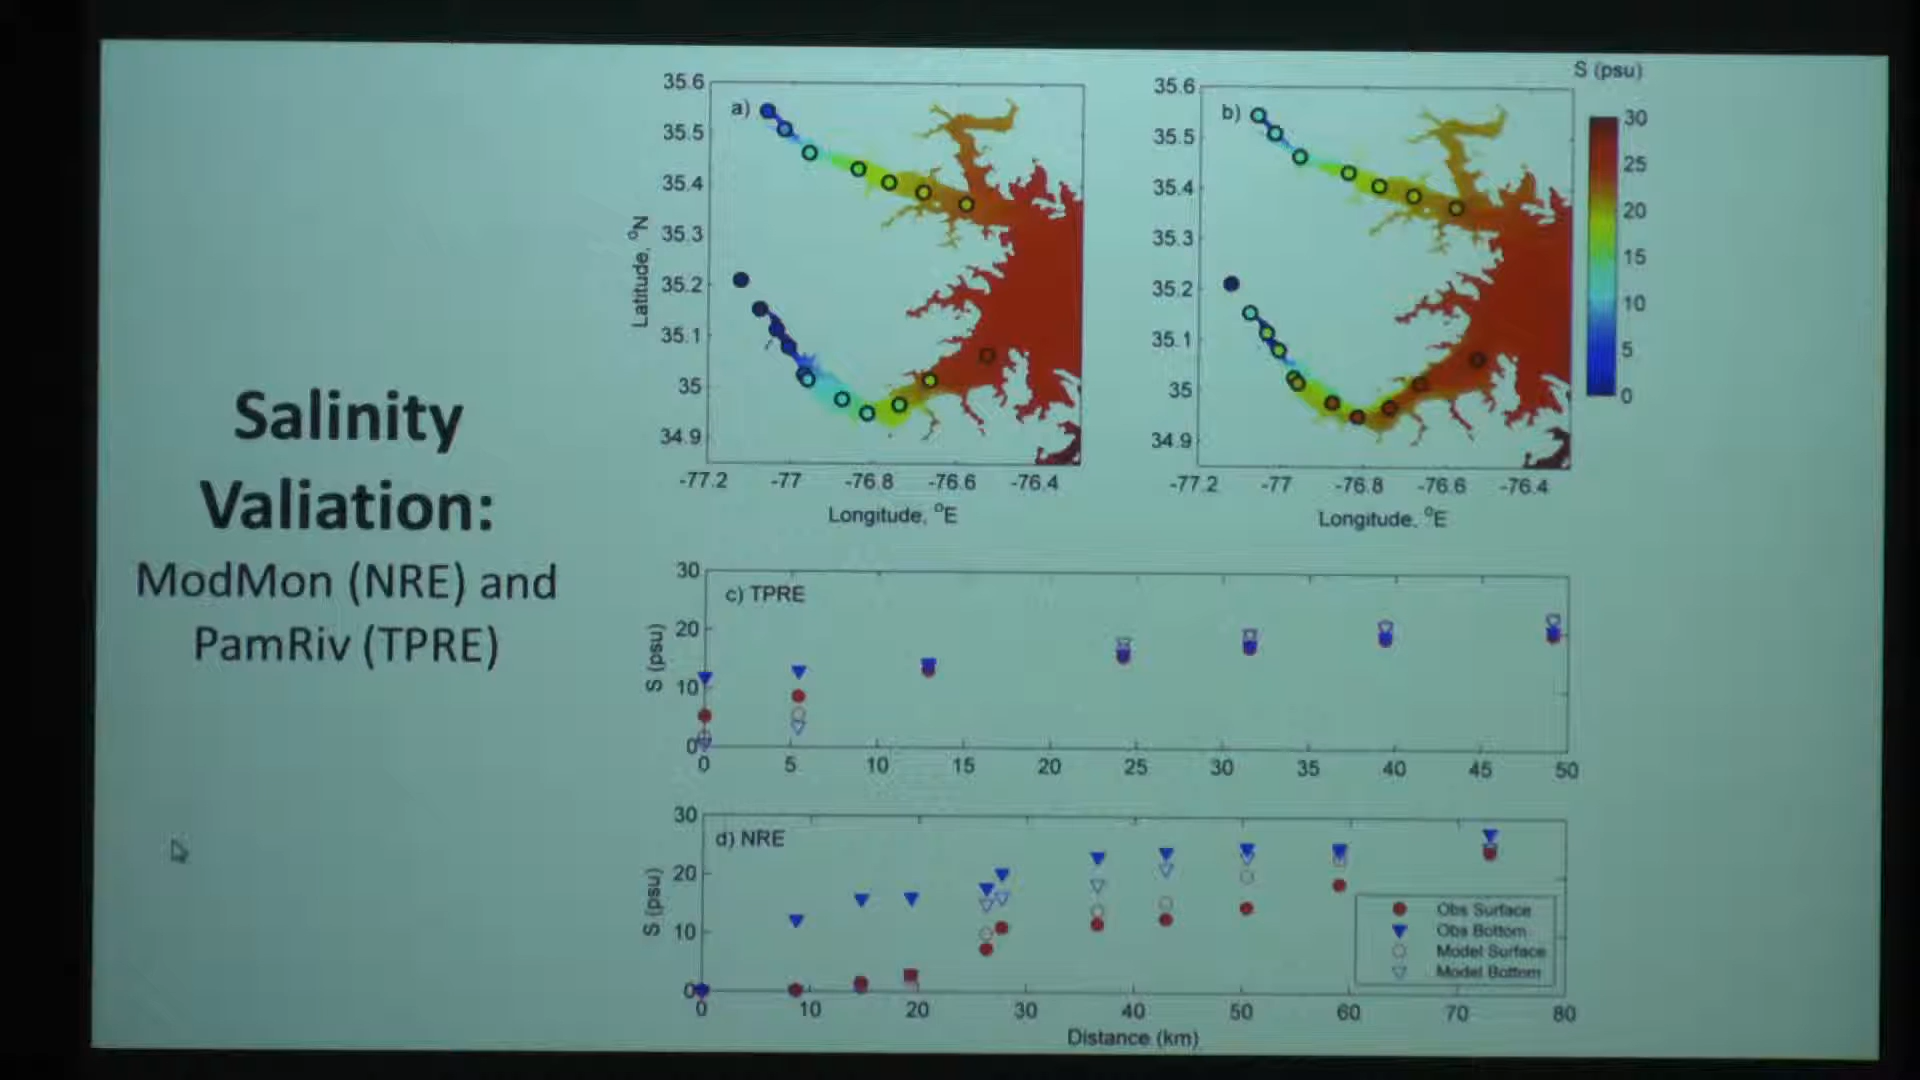 Salinity
Valiation:
ModMon (NRE) and
PamRiv (TPRE)
a)
35.6
35.5
35.4
35.3
35.2
35.1
35
34.9
Latitude, °N
-77.2 -77 -76.8 -76.6 -76.4
Longitude, °E
b)
35.6
35.5
35.4
35.3
35.2
35.1
35
34.9
-77.2 -77 -76.8 -76.6 -76.4
Longitude, °E
S (psu)
30
25
20
15
10
5
0
c) TPRE
30
20
10
0
S (psu)
0 5 10 15 20 25 30 35 40 45 50
d) NRE
30
20
10
0
S (psu)
0 10 20 30 40 50 60 70 80
Distance (km)
Obs Surface
Obs Bottom
Model Surface
Model Bottom